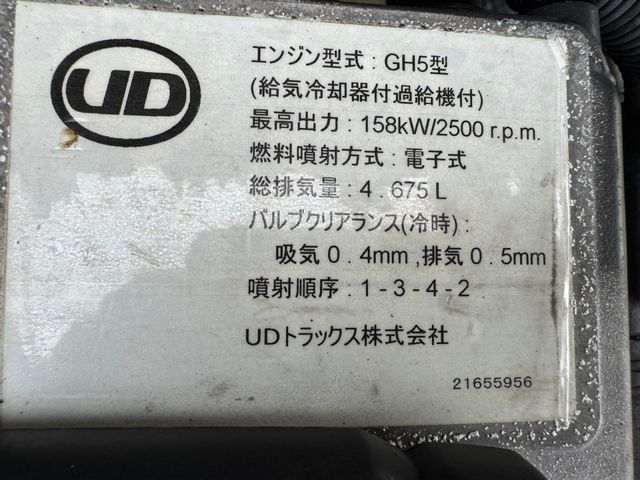 UD
エンジン型式 : GH5型
(給気冷却器付過給機付)
最高出力 : 158kW/2500 r.p.m.
燃料噴射方式 : 電子式
総排気量 : 4 . 675 L
バルブクリアランス(冷時) :
吸気 0 . 4mm ,排気 0 . 5mm
噴射順序 : 1 - 3 - 4 - 2
UDトラックス株式会社
21655956